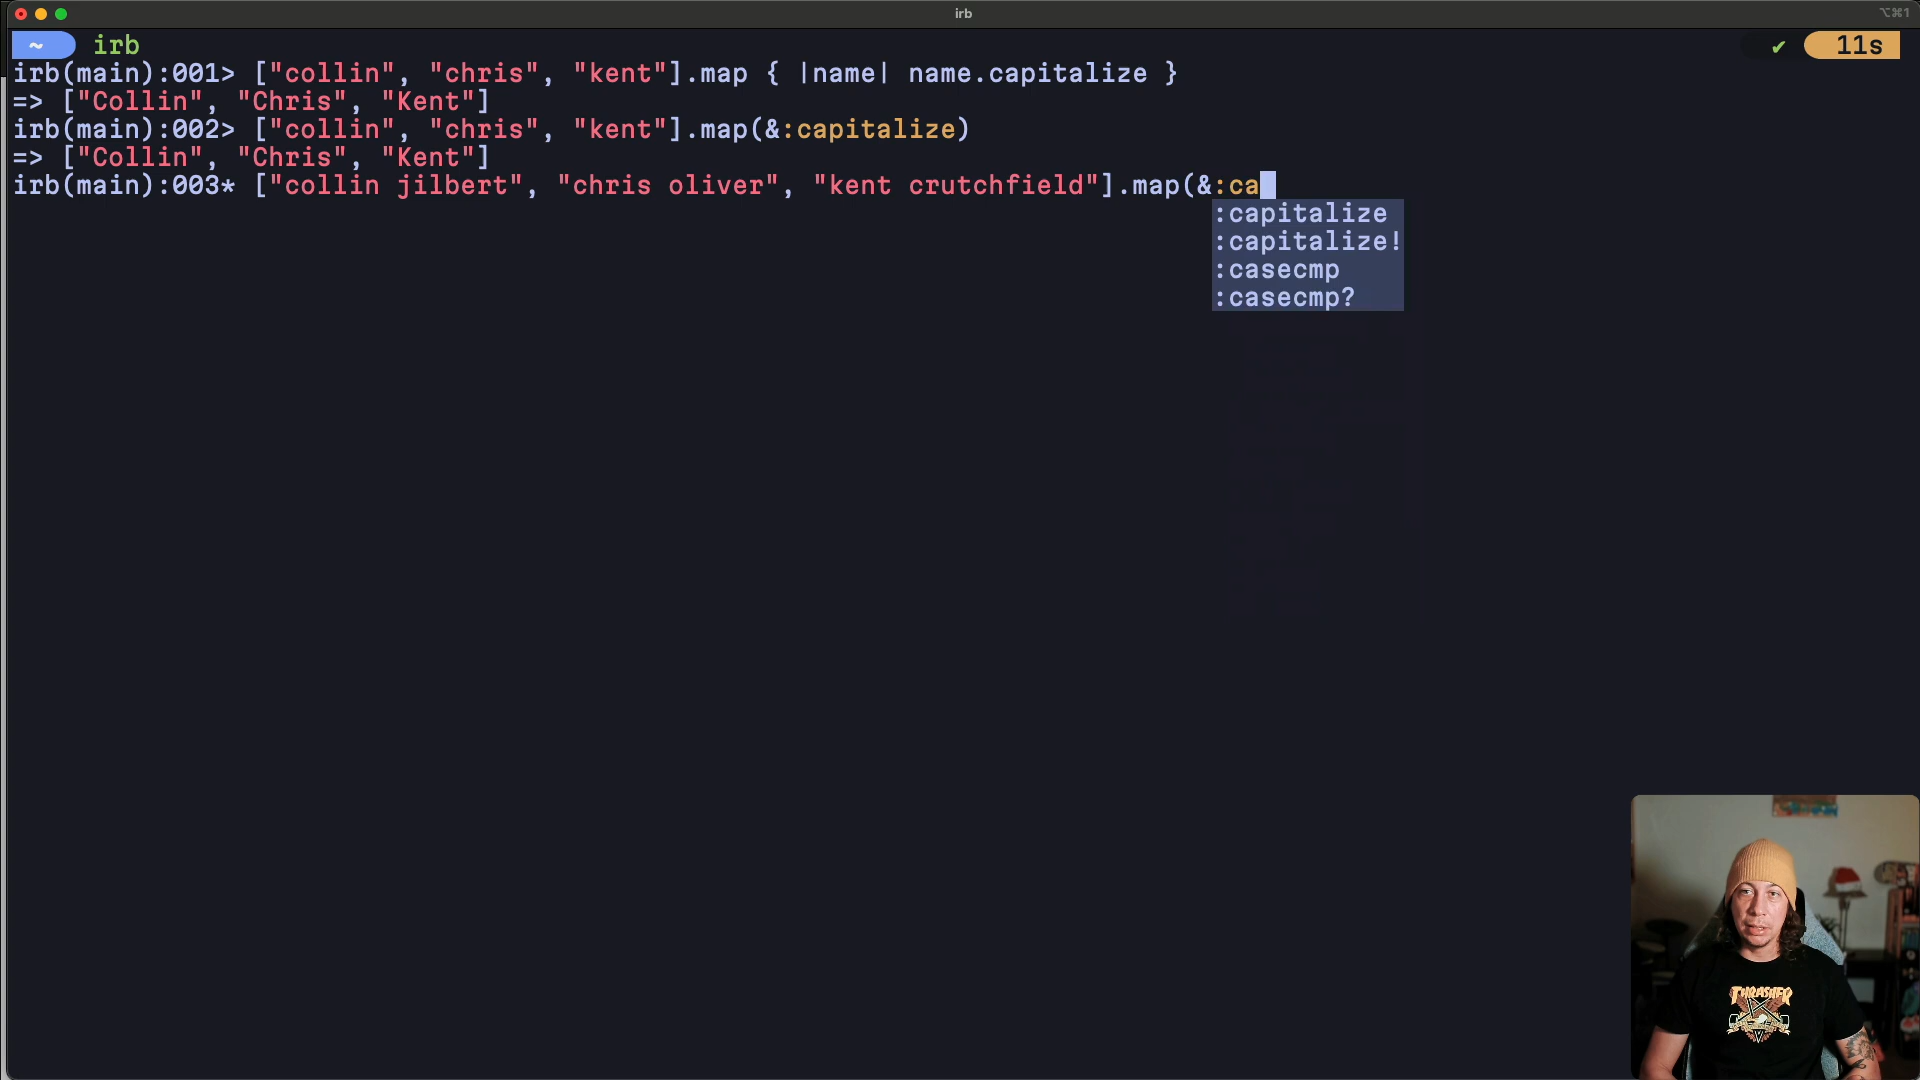 irb
⌥⌘1
~ irb ✔ 11s
irb(main):001> ["collin", "chris", "kent"].map { |name| name.capitalize }
=> ["Collin", "Chris", "Kent"]
irb(main):002> ["collin", "chris", "kent"].map(&:capitalize)
=> ["Collin", "Chris", "Kent"]
irb(main):003* ["collin jilbert", "chris oliver", "kent crutchfield"].map(&:ca
:capitalize
:capitalize!
:casecmp
:casecmp?
THRASHER